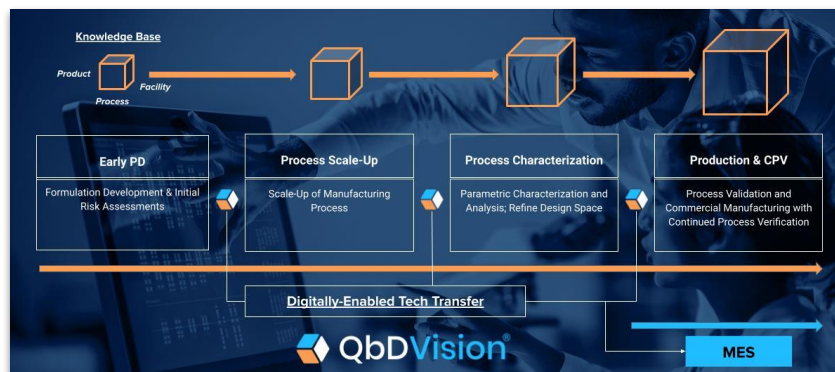 Knowledge Base
Product
Facility
Process
Early PD
Formulation Development & Initial
Risk Assessments
Process Scale-Up
Scale-Up of Manufacturing
Process
Process Characterization
Parametric Characterization and
Analysis; Refine Design Space
Production & CPV
Process Validation and
Commercial Manufacturing with
Continued Process Verification
Digitally-Enabled Tech Transfer
QbDVision®
MES